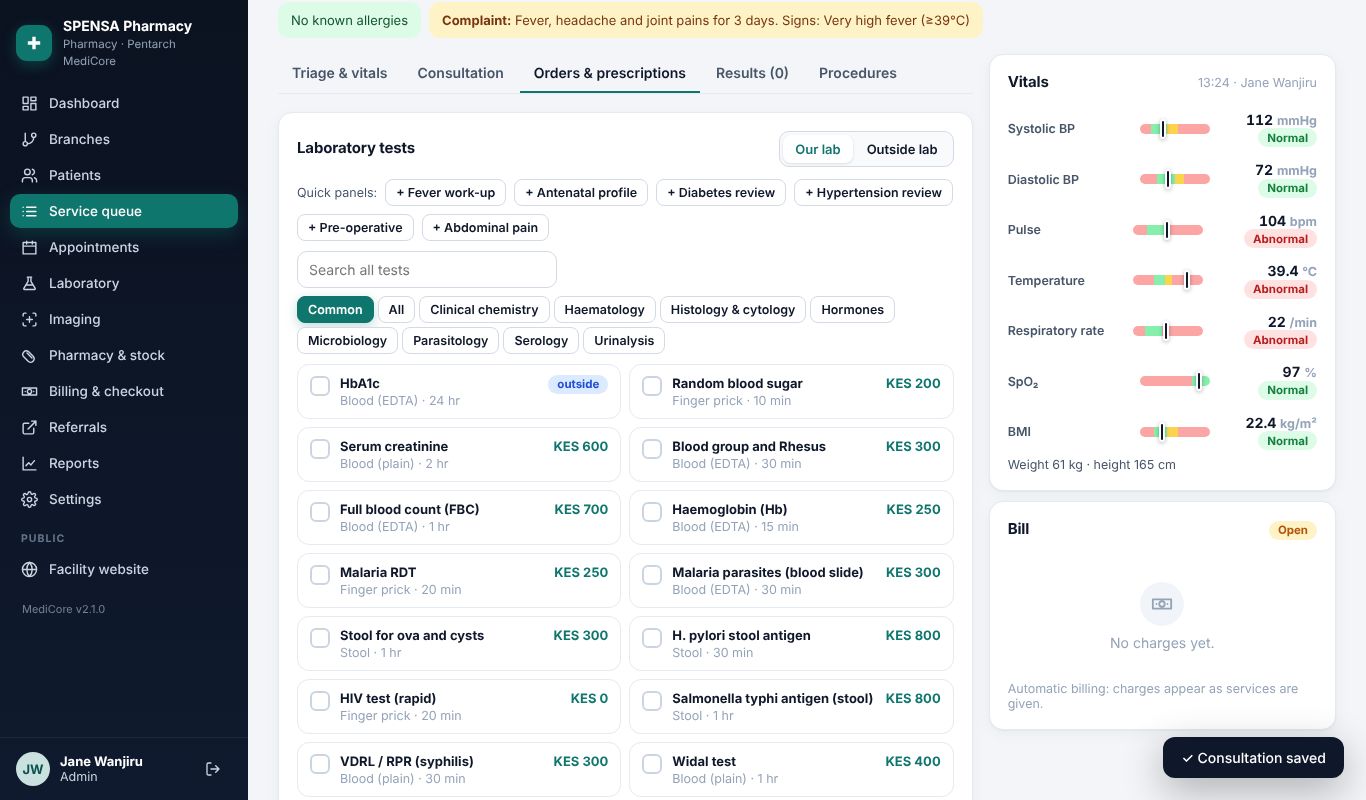 SPENSA Pharmacy
Pharmacy · Pentarch
MediCore
Dashboard
Branches
Patients
Service queue
Appointments
Laboratory
Imaging
Pharmacy & stock
Billing & checkout
Referrals
Reports
Settings
PUBLIC
Facility website
MediCore v2.1.0
JW
Jane Wanjiru
Admin
No known allergies
Complaint: Fever, headache and joint pains for 3 days. Signs: Very high fever (≥39°C)
Triage & vitals
Consultation
Orders & prescriptions
Results (0)
Procedures
Laboratory tests
Our lab
Outside lab
Quick panels:
+ Fever work-up
+ Antenatal profile
+ Diabetes review
+ Hypertension review
+ Pre-operative
+ Abdominal pain
Search all tests
Common
All
Clinical chemistry
Haematology
Histology & cytology
Hormones
Microbiology
Parasitology
Serology
Urinalysis
HbA1c
outside
Blood (EDTA) · 24 hr
Random blood sugar
KES 200
Finger prick · 10 min
Serum creatinine
KES 600
Blood (plain) · 2 hr
Blood group and Rhesus
KES 300
Blood (EDTA) · 30 min
Full blood count (FBC)
KES 700
Blood (EDTA) · 1 hr
Haemoglobin (Hb)
KES 250
Blood (EDTA) · 15 min
Malaria RDT
KES 250
Finger prick · 20 min
Malaria parasites (blood slide)
KES 300
Blood (EDTA) · 30 min
Stool for ova and cysts
KES 300
Stool · 1 hr
H. pylori stool antigen
KES 800
Stool · 30 min
HIV test (rapid)
KES 0
Finger prick · 20 min
Salmonella typhi antigen (stool)
KES 800
Stool · 1 hr
VDRL / RPR (syphilis)
KES 300
Blood (plain) · 30 min
Widal test
KES 400
Blood (plain) · 1 hr
Vitals
13:24 · Jane Wanjiru
Systolic BP
112 mmHg
Normal
Diastolic BP
72 mmHg
Normal
Pulse
104 bpm
Abnormal
Temperature
39.4 °C
Abnormal
Respiratory rate
22 /min
Abnormal
SpO₂
97 %
Normal
BMI
22.4 kg/m²
Normal
Weight 61 kg · height 165 cm
Bill
Open
No charges yet.
Automatic billing: charges appear as services are
given.
✓ Consultation saved